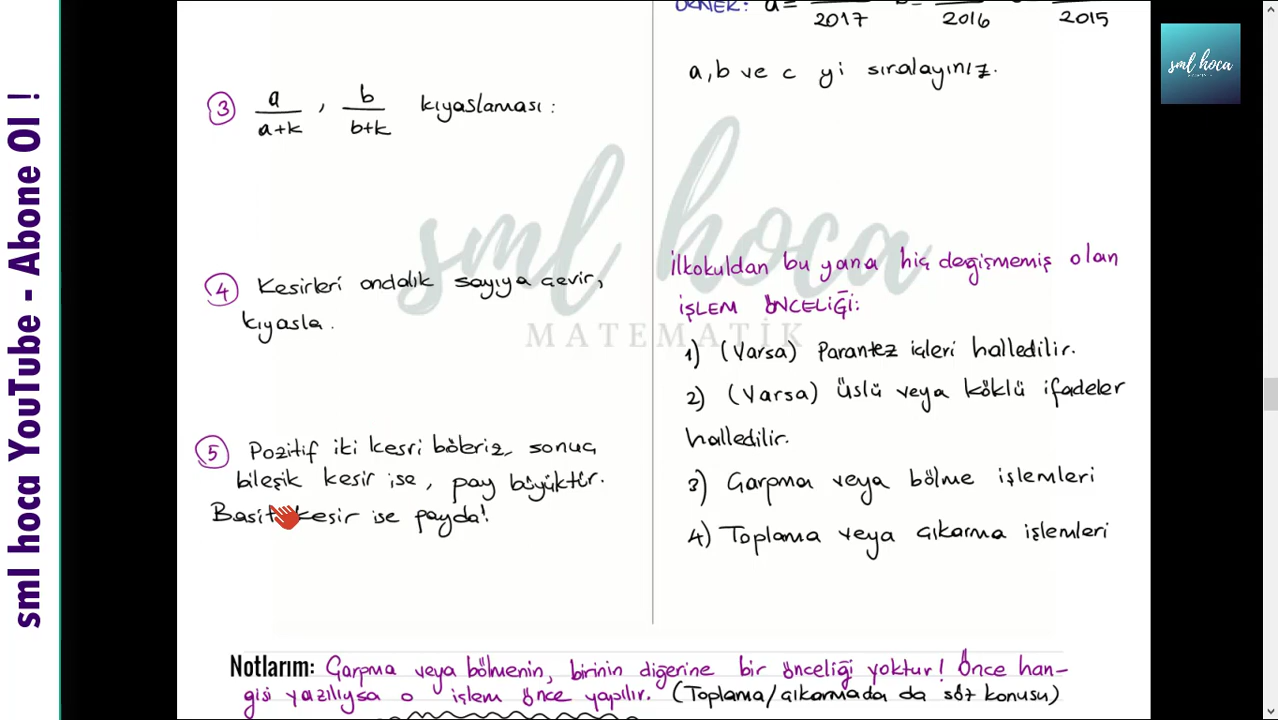 sml hoca YouTube - Abone Ol !
3 a/a+k , b/b+k kıyaslaması :
4 Kesirleri ondalık sayıya çevir,
kıyasla.
5 Pozitif iki kesri böleriz, sonuç
bileşik kesir ise, pay büyüktür.
Basit kesir ise payda!
ÖRNEK: a=
2017 2016 2015
a, b ve c yi sıralayınız.
İlkokuldan bu yana hiç değişmemiş olan
İŞLEM ÖNCELİĞİ:
1) (Varsa) Parantez içleri halledilir.
2) (Varsa) üslü veya köklü ifadeler
halledilir.
3) Çarpma veya bölme işlemleri
4) Toplama veya çıkarma işlemleri
Notlarım: Çarpma veya bölmenin, birinin diğerine bir önceliği yoktur! Önce han-
gisi yazılıysa o işlem önce yapılır. (Toplama/çıkarmada da söz konusu)
sml hoca
MATEMATİK
sml hoca